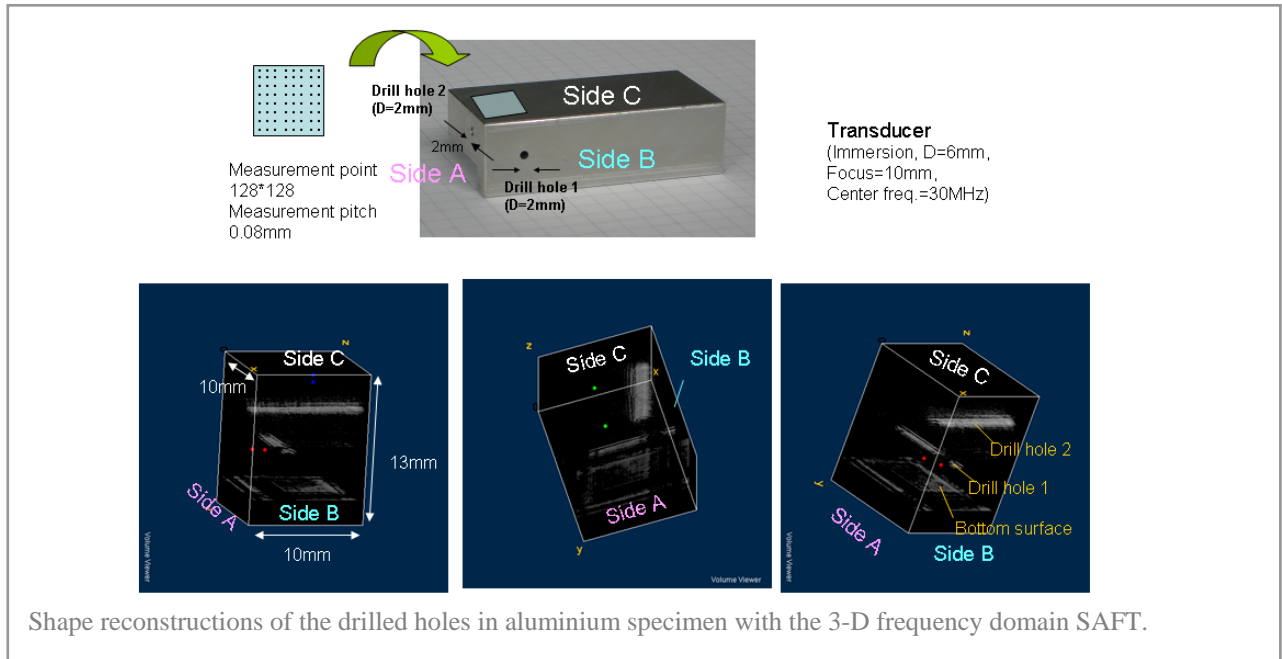 Drill hole 2
(D=2mm)
Side C
2mm
Side A
Side B
Drill hole 1
(D=2mm)
Measurement point
128*128
Measurement pitch
0.08mm
Transducer
(Immersion, D=6mm,
Focus=10mm,
Center freq.=30MHz)
z
Side C
x
10mm
13mm
Side A
Side B
10mm
Volume Viewer
z
Side C
Side B
x
Side A
y
Volume Viewer
z
Side C
x
Drill hole 2
y
Drill hole 1
Side A
Bottom surface
Side B
Volume Viewer
Shape reconstructions of the drilled holes in aluminium specimen with the 3-D frequency domain SAFT.